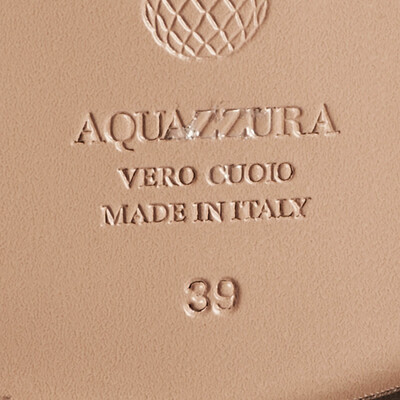 AQUAZZURA
VERO CUOIO
MADE IN ITALY
39